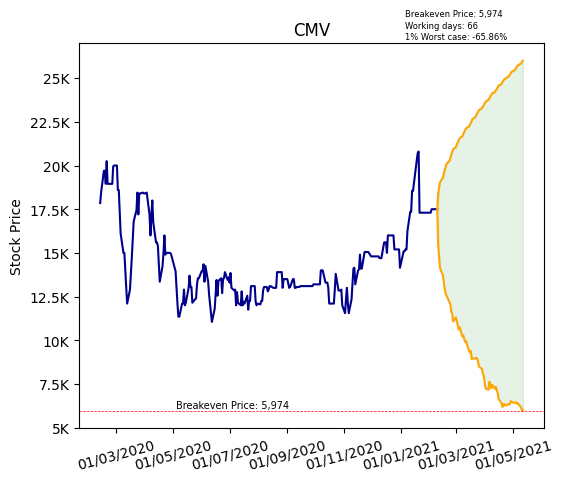 Breakeven Price: 5,974
Working days: 66
1% Worst case: -65.86%
CMV
Stock Price
25K
22.5K
20K
17.5K
15K
12.5K
10K
7.5K
5K
Breakeven Price: 5,974
01/03/2020
01/05/2020
01/07/2020
01/09/2020
01/11/2020
01/01/2021
01/03/2021
01/05/2021